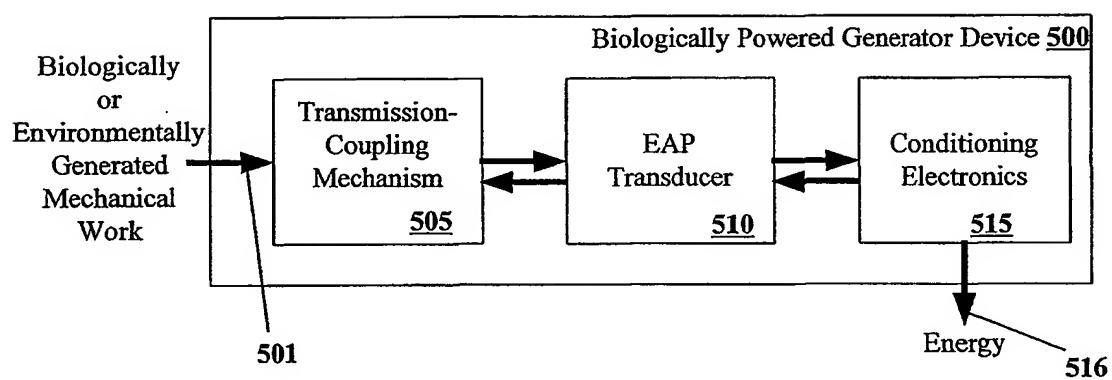 Biologically Powered Generator Device 500
Biologically
or
Environmentally
Generated
Mechanical
Work
Transmission-
Coupling
Mechanism
505
EAP
Transducer
510
Conditioning
Electronics
515
501
Energy
516